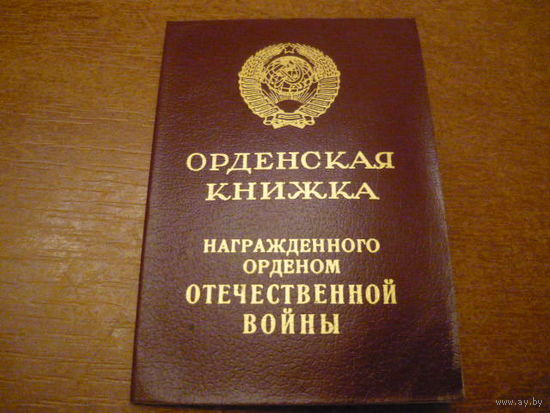 ОРДЕНСКАЯ
КНИЖКА
НАГРАЖДЕННОГО
ОРДЕНОМ
ОТЕЧЕСТВЕННОЙ
ВОЙНЫ
www.ay.by